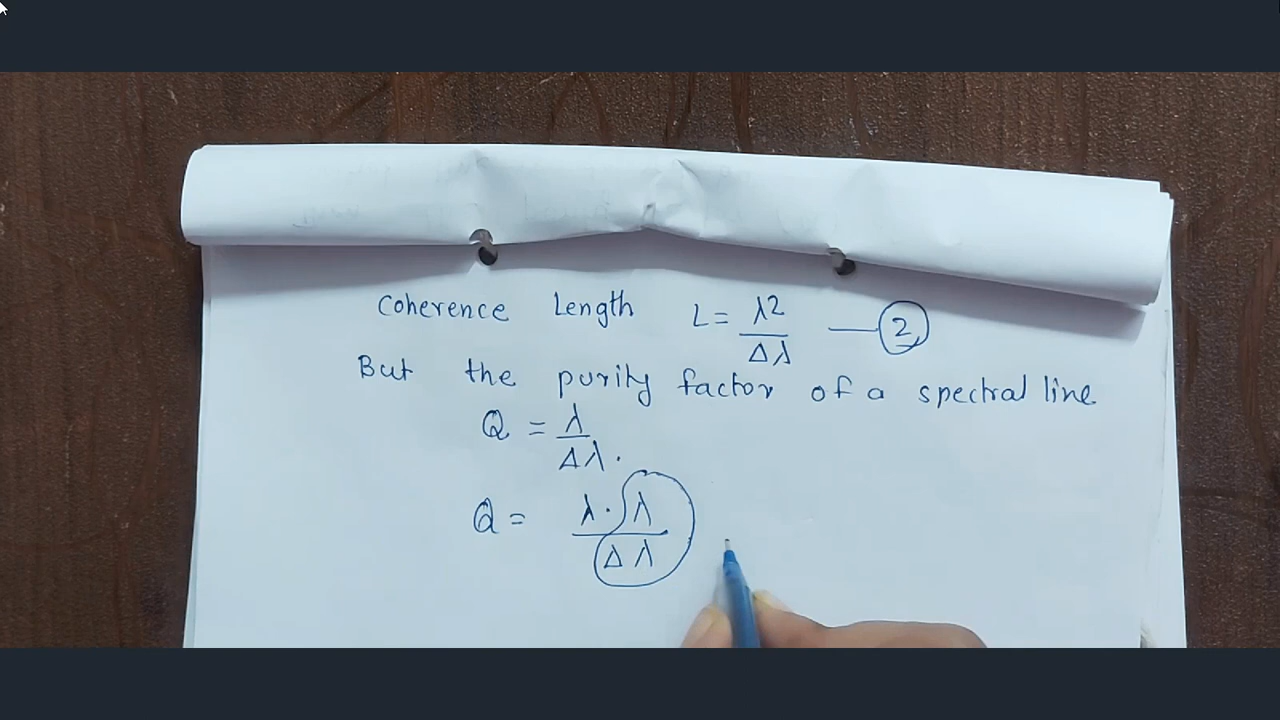 Coherence Length L = λ²/Δλ — 2
But the purity factor of a spectral line
Q = λ/Δλ.
Q = λ·λ/Δλ